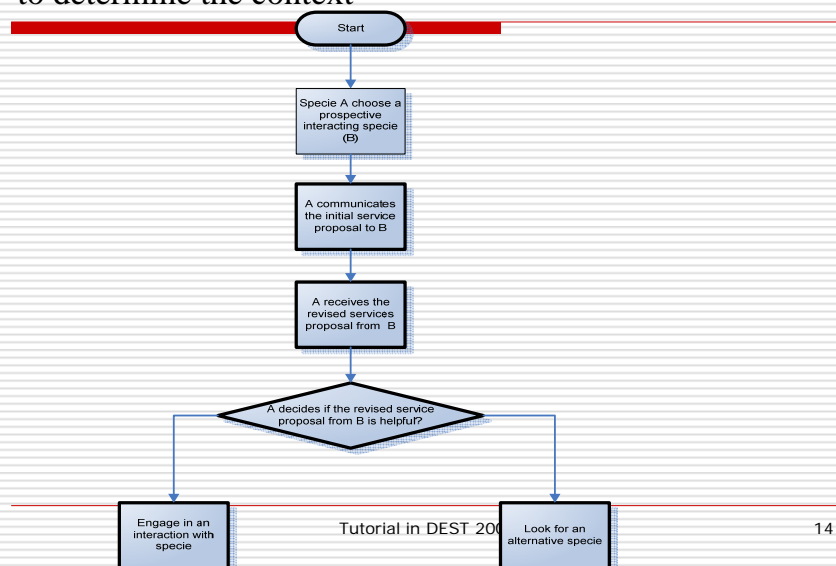 to determine the context
Start
Specie A choose a
prospective
interacting specie
(B)
A communicates
the initial service
proposal to B
A receives the
revised services
proposal from B
A decides if the revised service
proposal from B is helpful?
Engage in an
interaction with
specie
Tutorial in DEST
Look for an
alternative specie
14